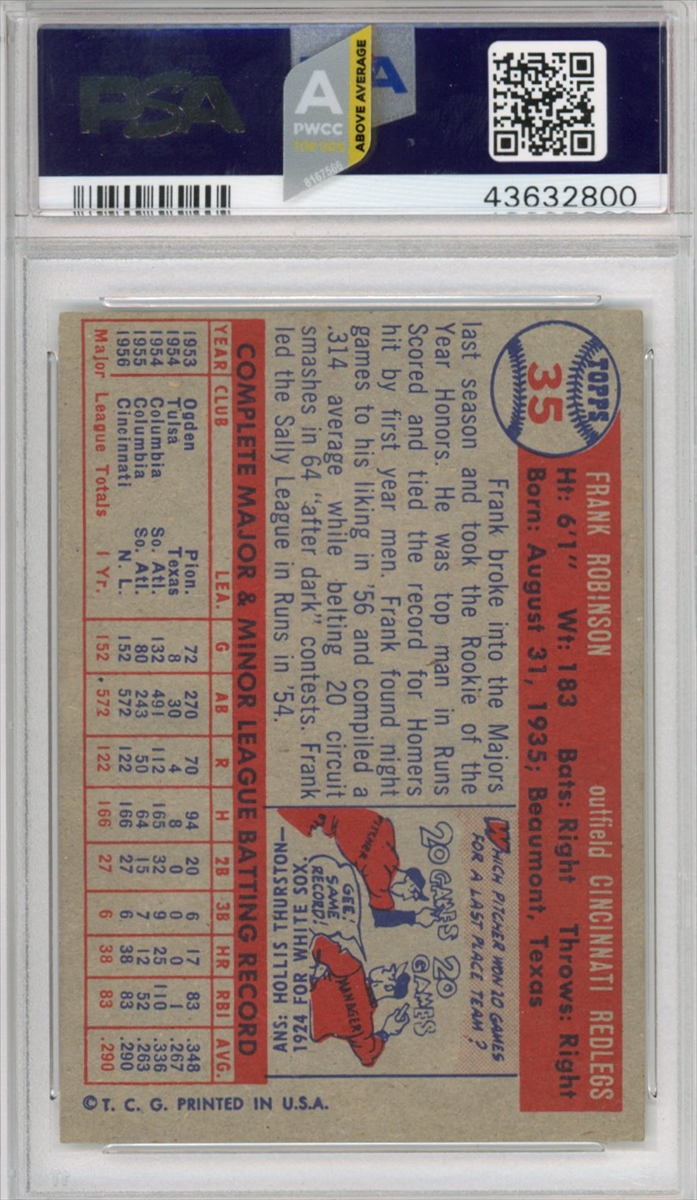 PSA
A
PWCC
TOP 30%
ABOVE AVERAGE
8167566
43632800
TOPPS
35
FRANK ROBINSON outfield CINCINNATI REDLEGS
Ht: 6'1" Wt: 183 Bats: Right Throws: Right
Born: August 31, 1935; Beaumont, Texas
Frank broke into the Majors
last season and took the Rookie of the
Year Honors. He was top man in Runs
Scored and tied the record for Homers
hit by first year men. Frank found night
games to his liking in '56 and compiled a
.314 average while belting 20 circuit
smashes in 64 "after dark" contests. Frank
led the Sally League in Runs in '54.
WHICH PITCHER WON 20 GAMES
FOR A LAST PLACE TEAM?
20 GAMES
20 GAMES
PITCHER
GEE!
SAME
RECORD!
MANAGER
ANS: HOLLIS THURSTON—
1924 FOR WHITE SOX.
COMPLETE MAJOR & MINOR LEAGUE BATTING RECORD
YEAR CLUB LEA. G AB R H 2B 3B HR RBI AVG.
1953 Ogden Pion. 72 270 70 94 20 6 17 83 .348
1954 Tulsa Texas 8 30 4 8 0 0 0 1 .267
1954 Columbia So. Atl. 132 491 112 165 32 9 25 110 .336
1955 Columbia So. Atl. 80 243 50 64 15 7 12 52 .263
1956 Cincinnati N. L. 152 572 122 166 27 6 38 83 .290
Major League Totals 1 Yr. 152 572 122 166 27 6 38 83 .290
© T. C. G. PRINTED IN U.S.A.